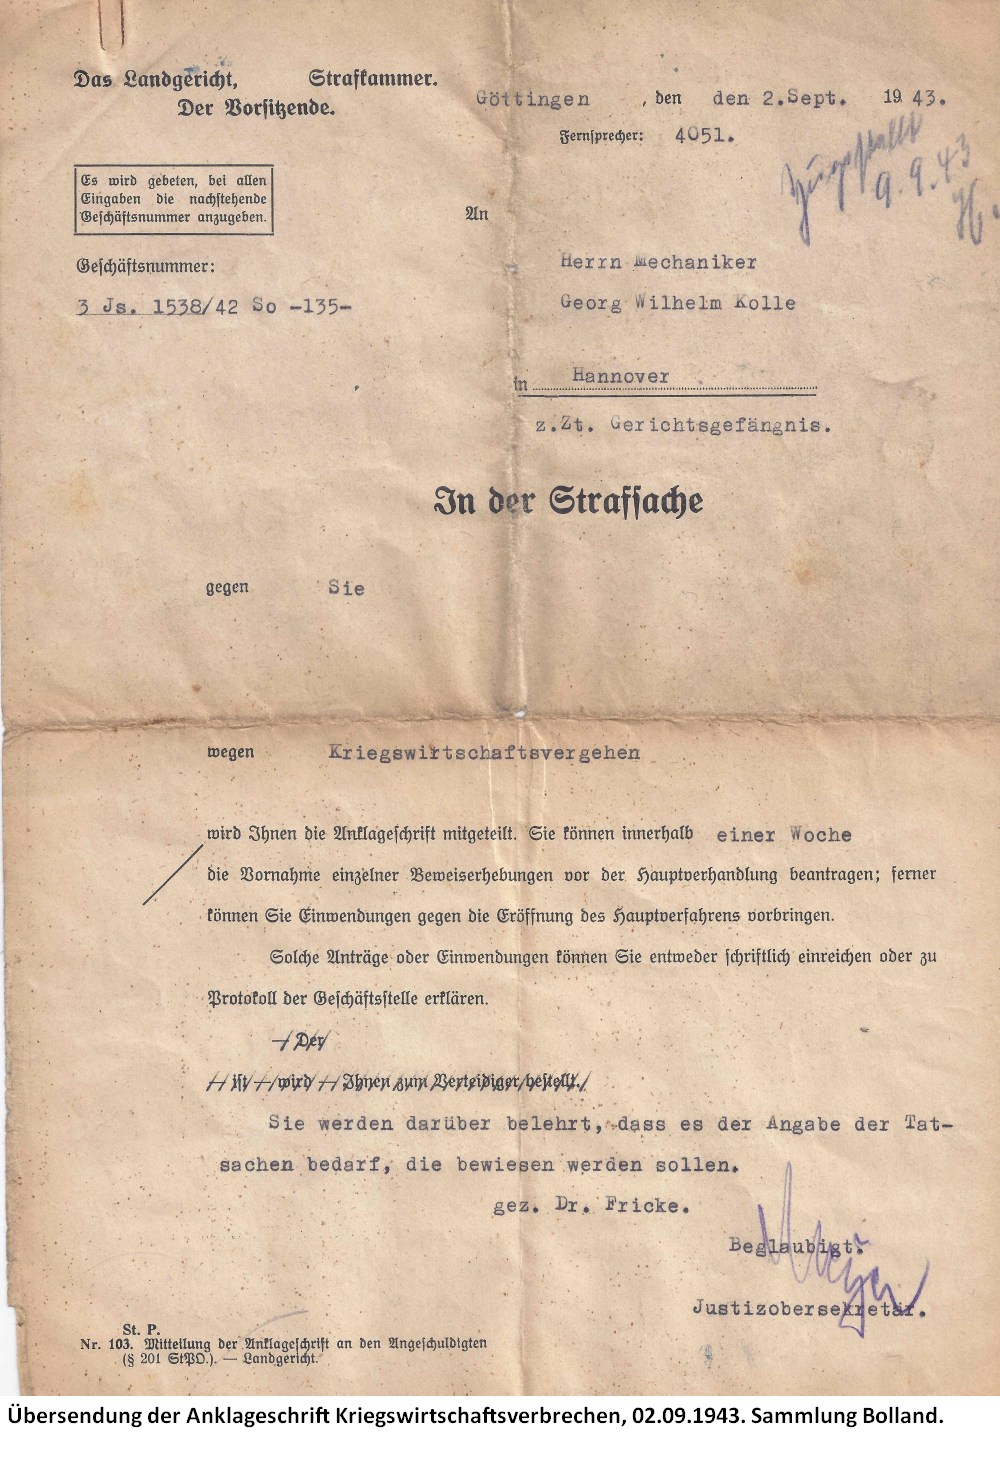 Das Landgericht, Strafkammer.
Der Vorsitzende.
Göttingen , den den 2.Sept. 1943.
Fernsprecher: 4051.
Zugestellt
9.9.43
Es wird gebeten, bei allen
Eingaben die nachstehende
Geschäftsnummer anzugeben.
An
Geschäftsnummer:
3 Js. 1538/42 So -135-
Herrn Mechaniker
Georg Wilhelm Kolle
in Hannover
z.Zt. Gerichtsgefängnis.
In der Strafsache
gegen Sie
wegen Kriegswirtschaftsvergehen
wird Ihnen die Anklageschrift mitgeteilt. Sie können innerhalb einer Woche
die Vornahme einzelner Beweiserhebungen vor der Hauptverhandlung beantragen; ferner
können Sie Einwendungen gegen die Eröffnung des Hauptverfahrens vorbringen.
Solche Anträge oder Einwendungen können Sie entweder schriftlich einreichen oder zu
Protokoll der Geschäftsstelle erklären.
Der
ist — wird — Ihnen zum Verteidiger bestellt.
Sie werden darüber belehrt, dass es der Angabe der Tat-
sachen bedarf, die bewiesen werden sollen.
gez. Dr. Fricke.
Beglaubigt:
Meyer
Justizobersekretär.
St. P.
Nr. 103. Mitteilung der Anklageschrift an den Angeschuldigten
(§ 201 StPO.). — Landgericht.
Übersendung der Anklageschrift Kriegswirtschaftsverbrechen, 02.09.1943. Sammlung Bolland.